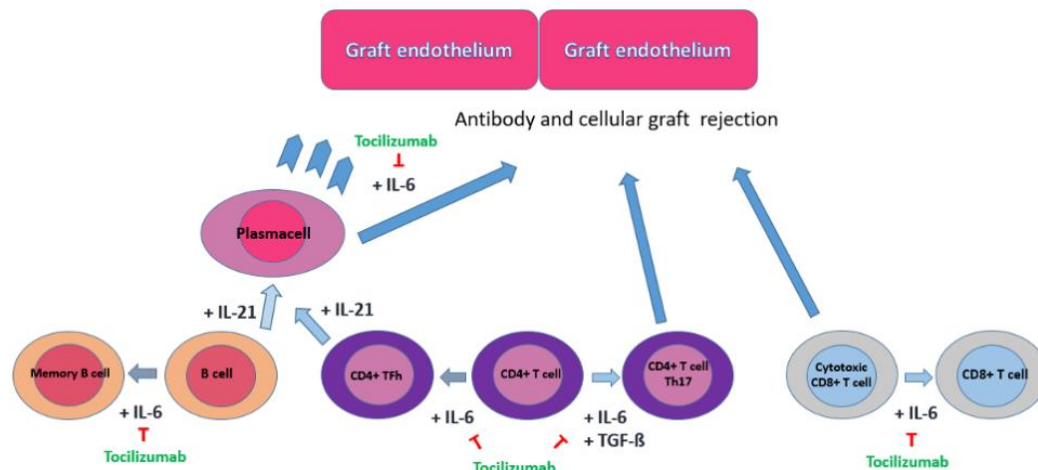 Graft endothelium
Graft endothelium
Antibody and cellular graft rejection
Tocilizumab
+ IL-6
Plasmacell
+ IL-21
+ IL-21
Memory B cell
B cell
CD4+ TFh
CD4+ T cell
CD4+ T cell
Th17
Cytotoxic
CD8+ T cell
CD8+ T cell
+ IL-6
+ IL-6
+ IL-6
+ TGF-ß
+ IL-6
Tocilizumab
Tocilizumab
Tocilizumab